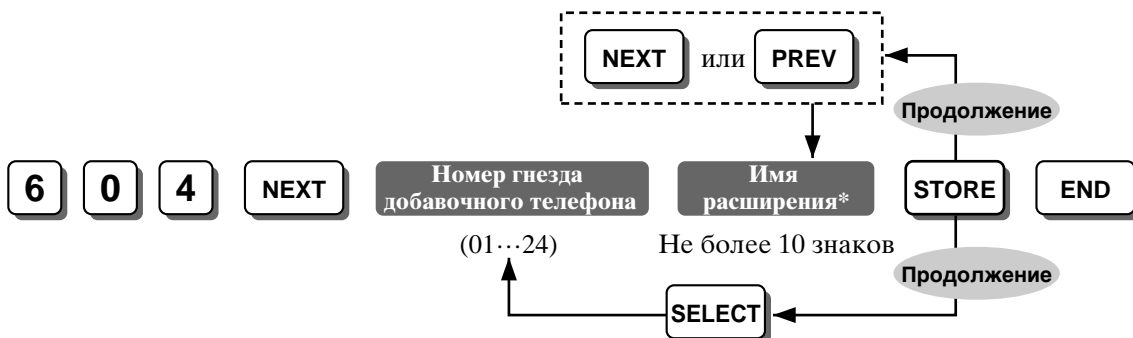 NEXT или PREV
Продолжение
6 0 4 NEXT Номер гнезда добавочного телефона Имя расширения* STORE END
(01···24) Не более 10 знаков
Продолжение
SELECT